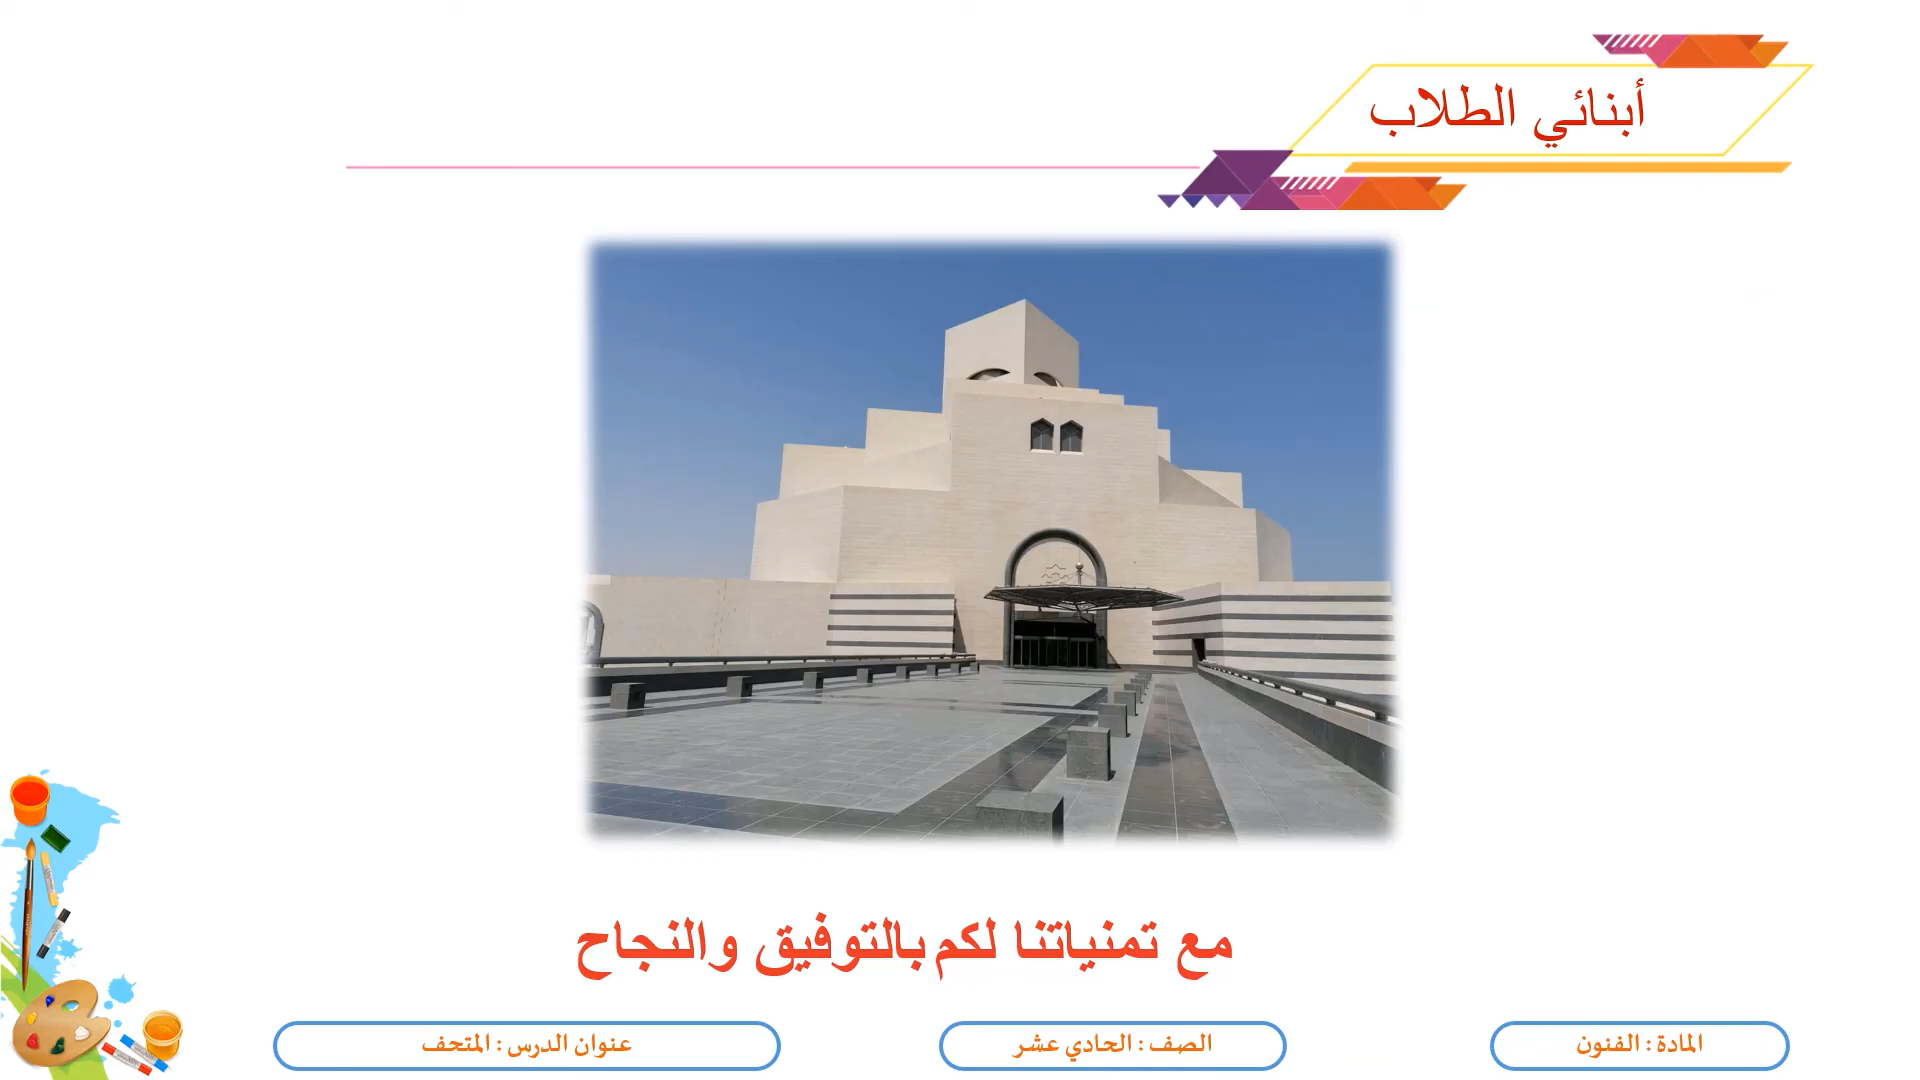 أبنائي الطلاب
مع تمنياتنا لكم بالتوفيق والنجاح
المادة : الفنون
الصف : الحادي عشر
عنوان الدرس : المتحف